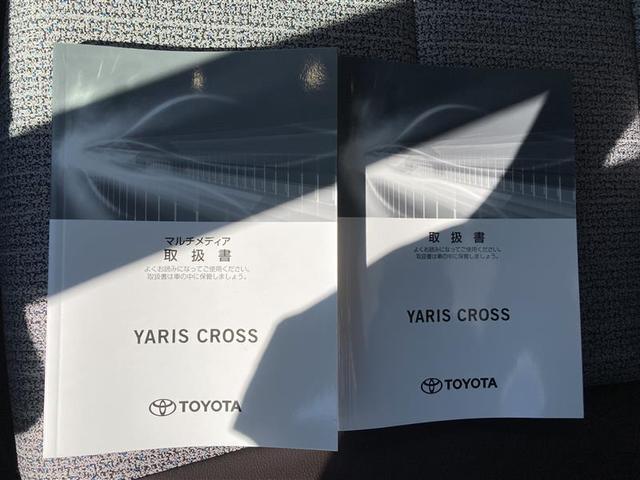 マルチメディア
取扱書
よくお読みになってご使用ください。
取扱書は車の中に保管しましょう。
YARIS CROSS
TOYOTA
取扱書
よくお読みになってご使用ください。
取扱書は車の中に保管しましょう。
YARIS CROSS
TOYOTA